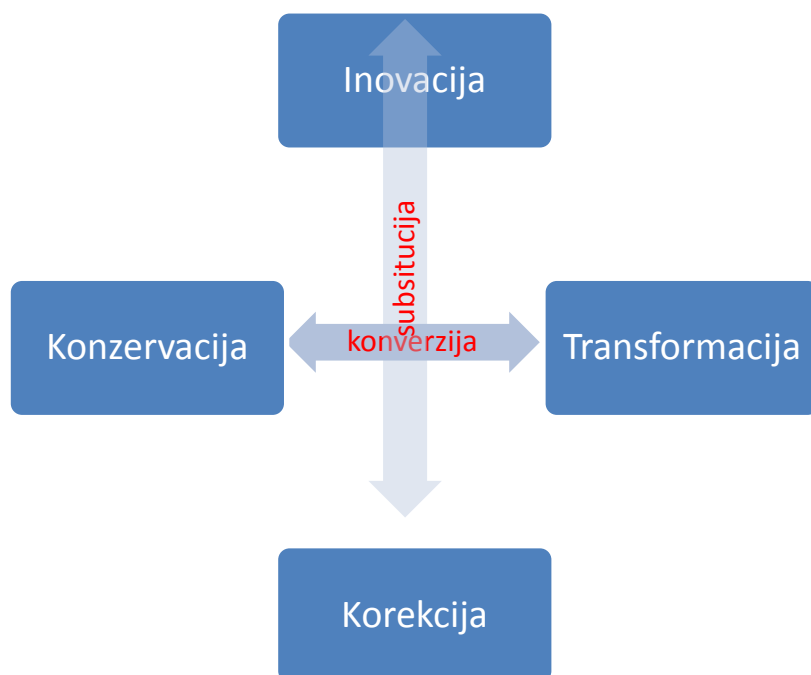 Inovacija
subsitucija
Konzervacija
konverzija
Transformacija
Korekcija